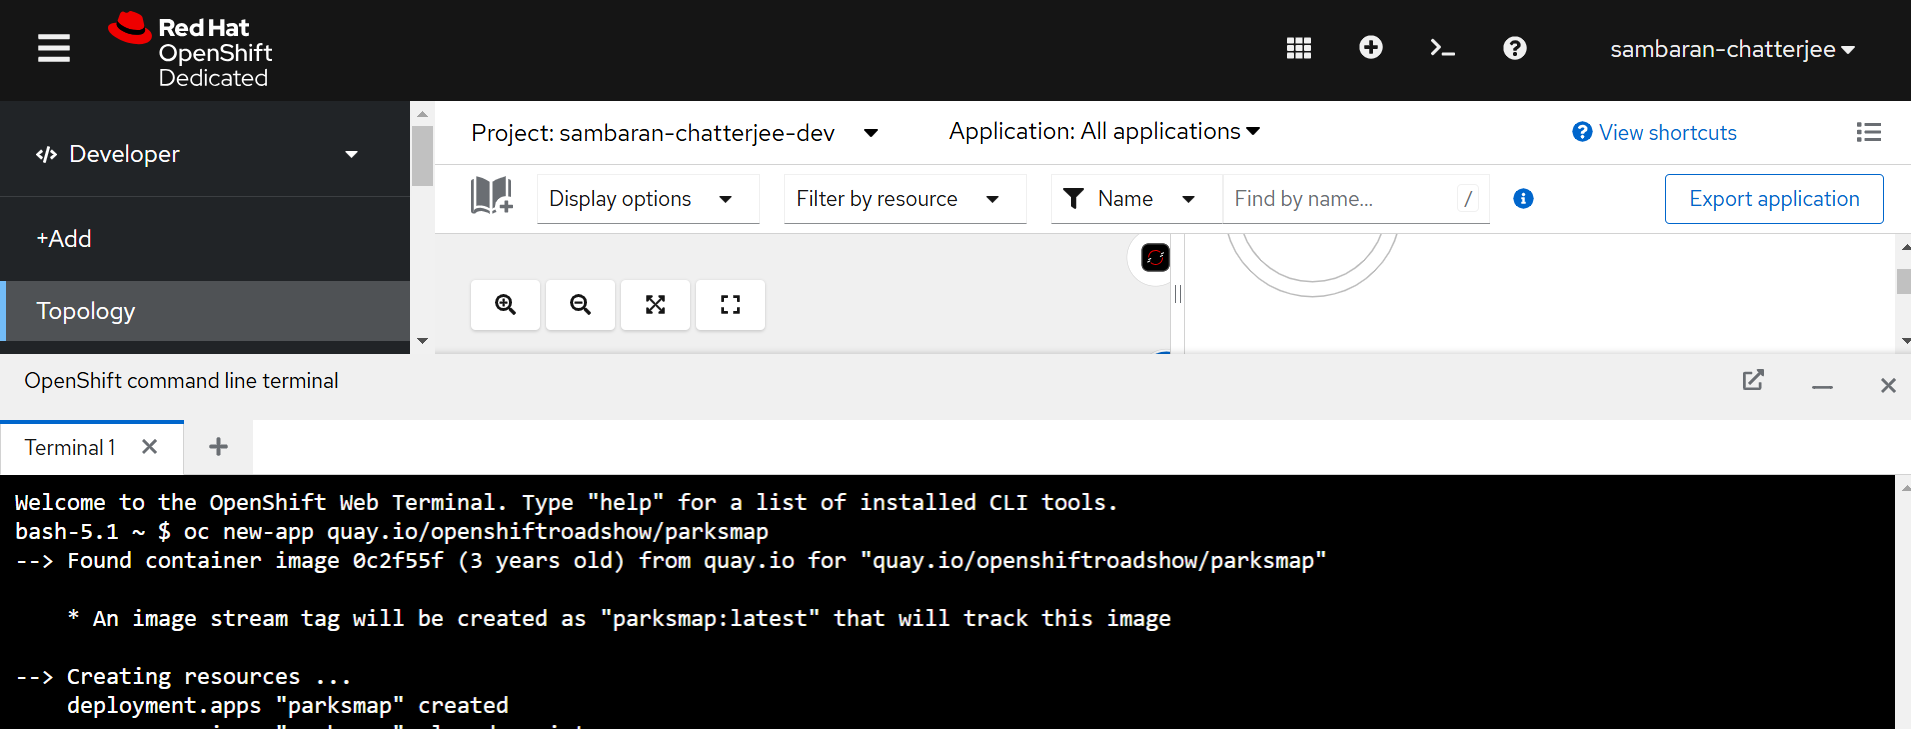 Red Hat
OpenShift
Dedicated
sambaran-chatterjee
Developer
Project: sambaran-chatterjee-dev
Application: All applications
View shortcuts
Display options
Filter by resource
Name
Find by name...
/
Export application
+Add
Topology
OpenShift command line terminal
Terminal 1
Welcome to the OpenShift Web Terminal. Type "help" for a list of installed CLI tools.
bash-5.1 ~ $ oc new-app quay.io/openshiftroadshow/parksmap
--> Found container image 0c2f55f (3 years old) from quay.io for "quay.io/openshiftroadshow/parksmap"
* An image stream tag will be created as "parksmap:latest" that will track this image
--> Creating resources ...
deployment.apps "parksmap" created